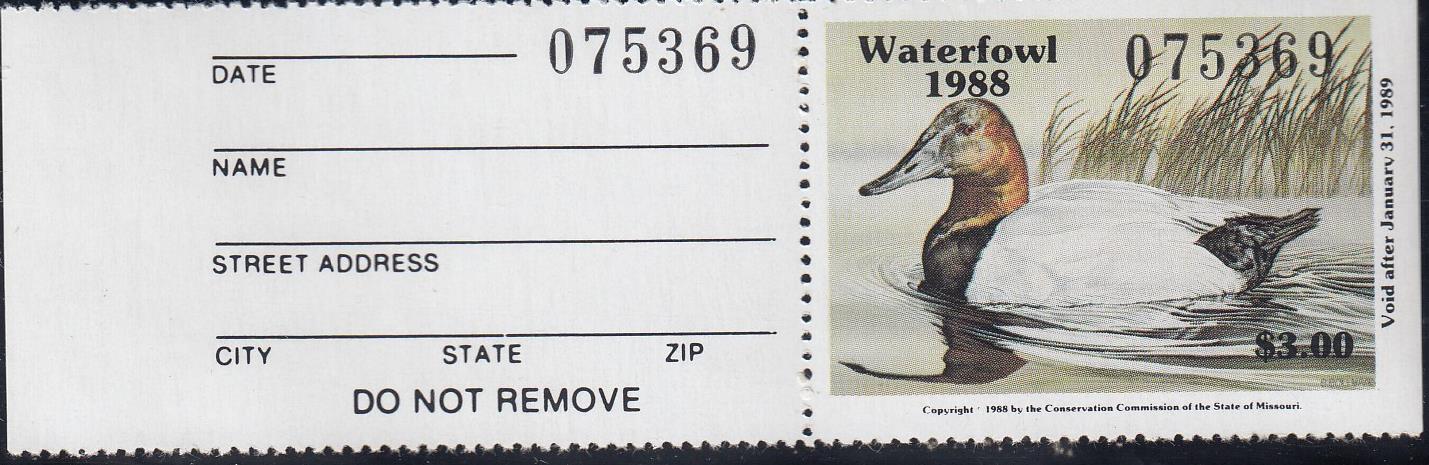 075369
DATE
NAME
STREET ADDRESS
CITY STATE ZIP
DO NOT REMOVE
Waterfowl
1988
075369
$3.00
Void after January 31, 1989
Copyright 1988 by the Conservation Commission of the State of Missouri.